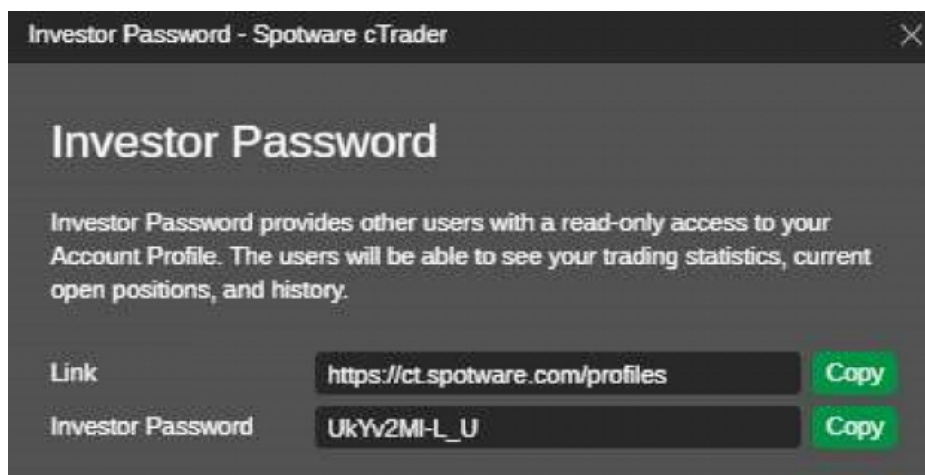 Investor Password - Spotware cTrader
Investor Password
Investor Password provides other users with a read-only access to your
Account Profile. The users will be able to see your trading statistics, current
open positions, and history.
Link https://ct.spotware.com/profiles Copy
Investor Password UkYv2Ml-L_U Copy